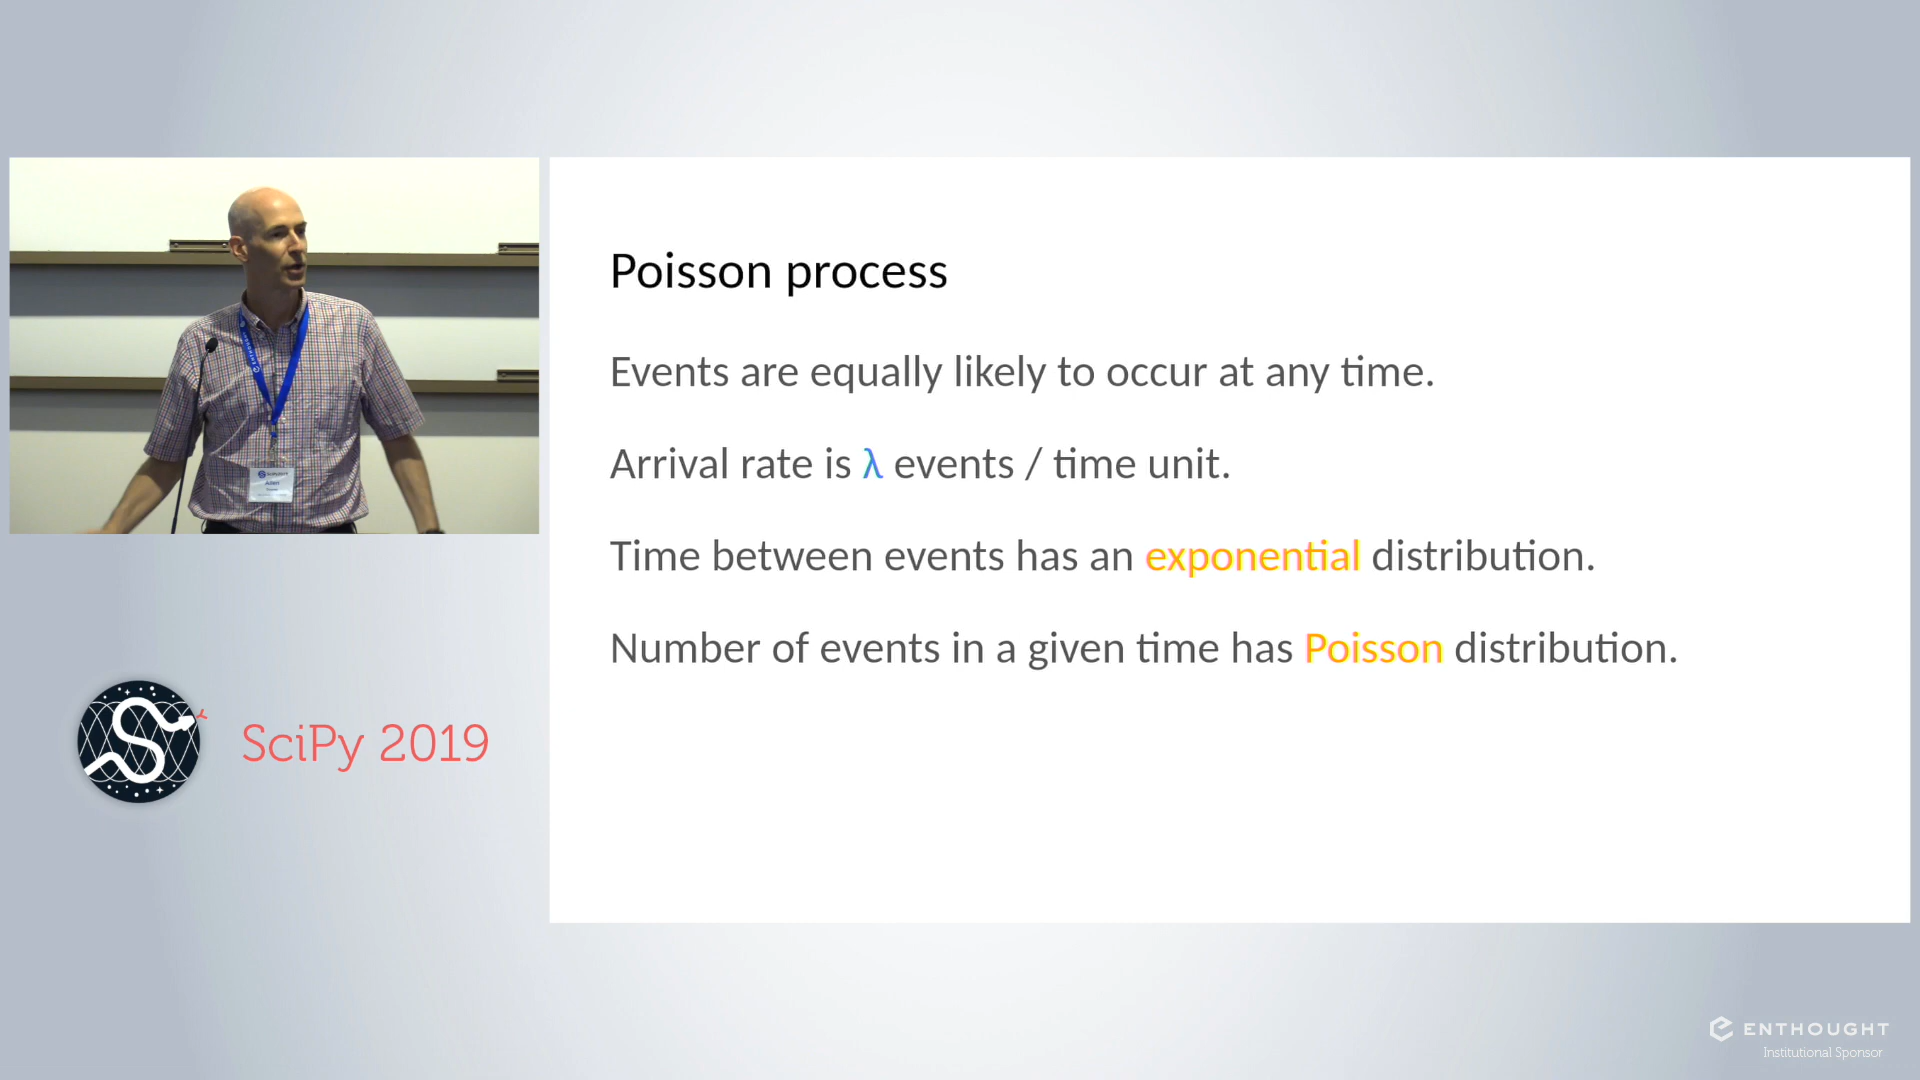 Poisson process
Events are equally likely to occur at any time.
Arrival rate is λ events / time unit.
Time between events has an exponential distribution.
Number of events in a given time has Poisson distribution.
Allen
SciPy 2019
ENTHOUGHT
Institutional Sponsor